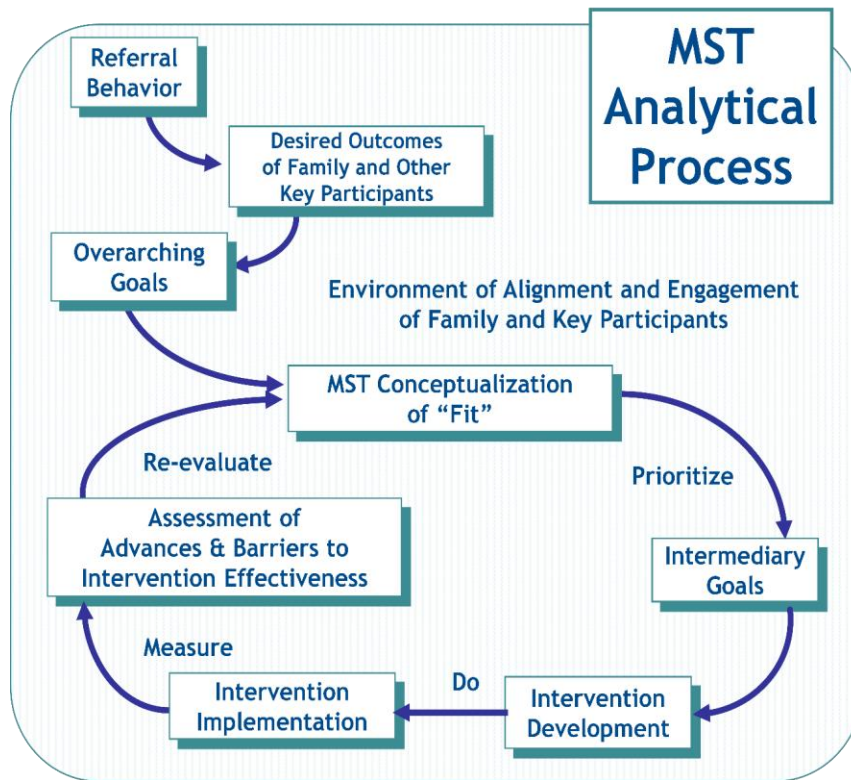 MST
Analytical
Process
Referral
Behavior
Desired Outcomes
of Family and Other
Key Participants
Overarching
Goals
Environment of Alignment and Engagement
of Family and Key Participants
MST Conceptualization
of “Fit”
Re-evaluate
Prioritize
Assessment of
Advances & Barriers to
Intervention Effectiveness
Intermediary
Goals
Measure
Do
Intervention
Implementation
Intervention
Development